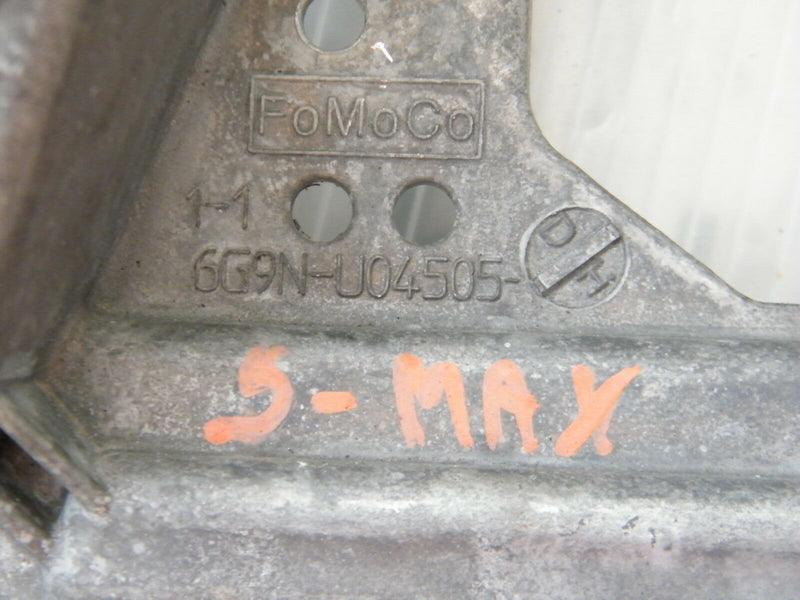 FoMoCo
1-1
6G9N-U04505-
D/H
S-MAX